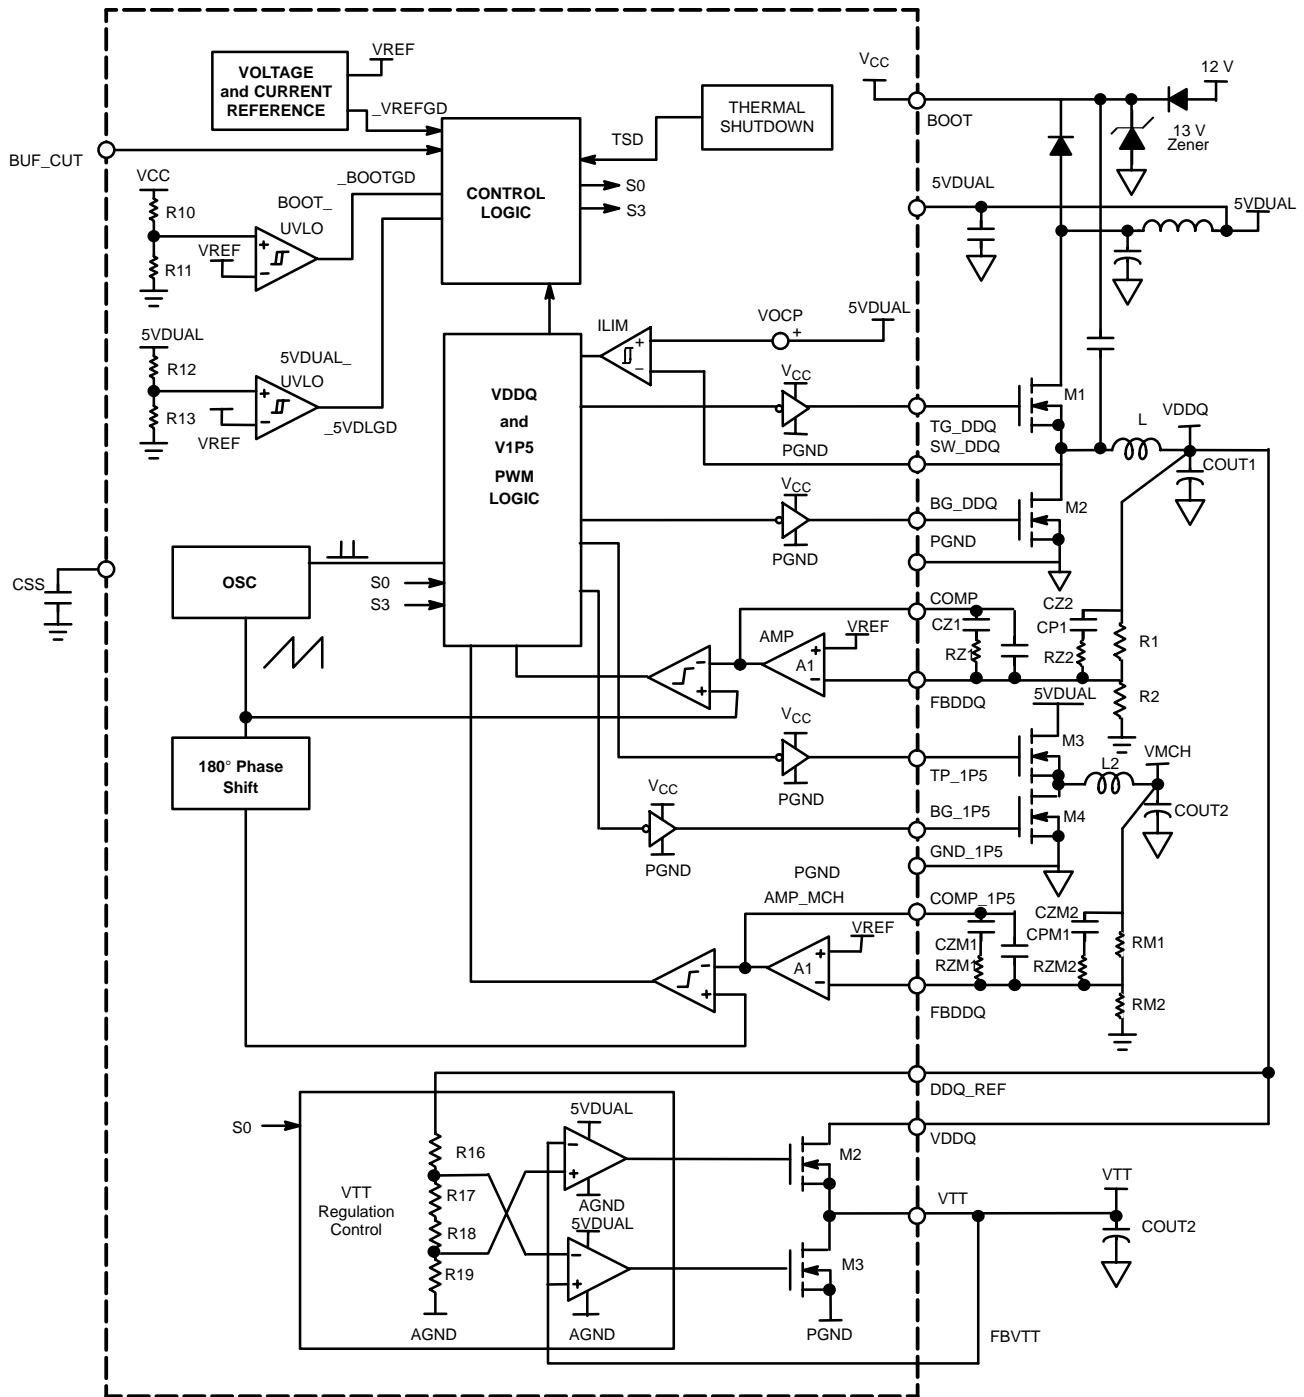 VREF
VOLTAGE
and CURRENT
REFERENCE
_VREFGD
BUF_CUT
TSD
THERMAL
SHUTDOWN
CONTROL
LOGIC
S0
S3
VCC
R10
R11
VREF
BOOT_
UVLO
_BOOTGD
5VDUAL
R12
R13
VREF
5VDUAL_
UVLO
_5VDLGD
VCC
BOOT
12 V
13 V
Zener
5VDUAL
5VDUAL
VDDQ
and
V1P5
PWM
LOGIC
ILIM
VOCP
+
5VDUAL
VCC
PGND
TG_DDQ
SW_DDQ
M1
L
VDDQ
COUT1
VCC
PGND
BG_DDQ
PGND
M2
CSS
OSC
S0
S3
180° Phase
Shift
AMP
A1
VREF
COMP
CZ1
RZ1
CZ2
CP1
RZ2
R1
R2
FBDDQ
5VDUAL
VCC
PGND
TP_1P5
M3
L2
VMCH
COUT2
VCC
PGND
BG_1P5
M4
GND_1P5
PGND
AMP_MCH
A1
VREF
COMP_1P5
CZM1
RZM1
CZM2
CPM1
RZM2
RM1
RM2
FBDDQ
DDQ_REF
VDDQ
S0
VTT
Regulation
Control
R16
R17
R18
R19
AGND
5VDUAL
AGND
5VDUAL
AGND
M2
M3
PGND
VTT
VTT
COUT2
FBVTT